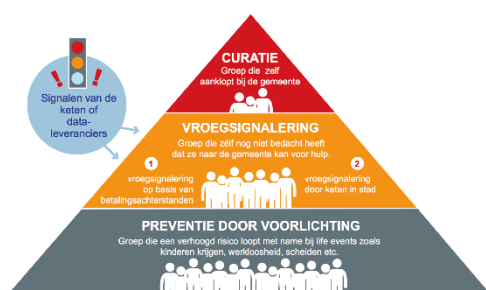 CURATIE
Groep die zelf
aanklopt bij de gemeente
Signalen van de
keten of
data-
leveranciers
VROEGSIGNALERING
Groep die zélf nog niet bedacht heeft
dat ze naar de gemeente kan voor hulp.
1
2
vroegsignalering
op basis van
betalingsachterstanden
vroegsignalering
door keten in stad
PREVENTIE DOOR VOORLICHTING
Groep die een verhoogd risico loopt met name bij life events zoals
kinderen krijgen, werkloosheid, scheiden etc.